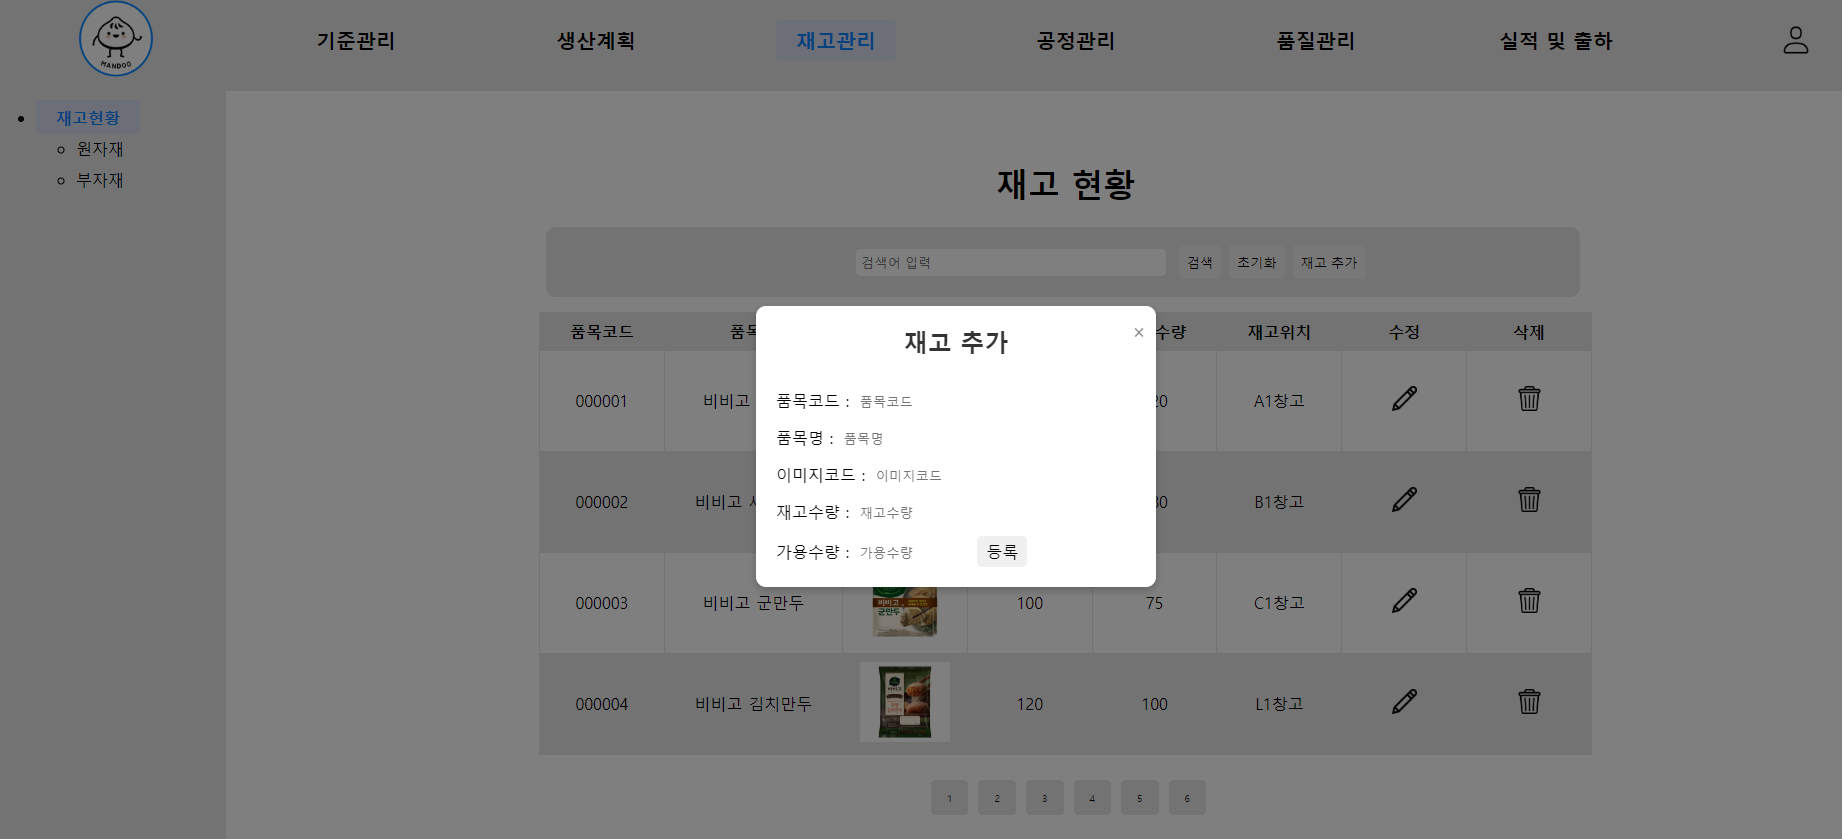 MANDOO
기준관리 생산계획 재고관리 공정관리 품질관리 실적 및 출하
재고현황
원자재
부자재
재고 현황
검색어 입력 검색 초기화 재고 추가
품목코드 수량 재고위치 수정 삭제
재고 추가 ×
품목코드 : 품목코드
품목명 : 품목명
이미지코드 : 이미지코드
재고수량 : 재고수량
가용수량 : 가용수량 등록
000001 비비고 A1창고
000002 비비고 B1창고
000003 비비고 군만두 100 75 C1창고
비비고
군만두
000004 비비고 김치만두 120 100 L1창고
비비고
1 2 3 4 5 6